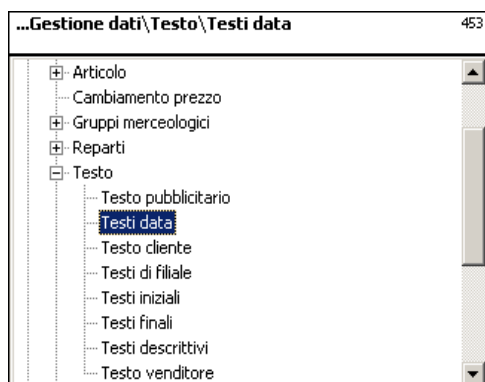 ...Gestione dati\Testo\Testi data 453
Articolo
Cambiamento prezzo
Gruppi merceologici
Reparti
Testo
Testo pubblicitario
Testi data
Testo cliente
Testi di filiale
Testi iniziali
Testi finali
Testi descrittivi
Testo venditore